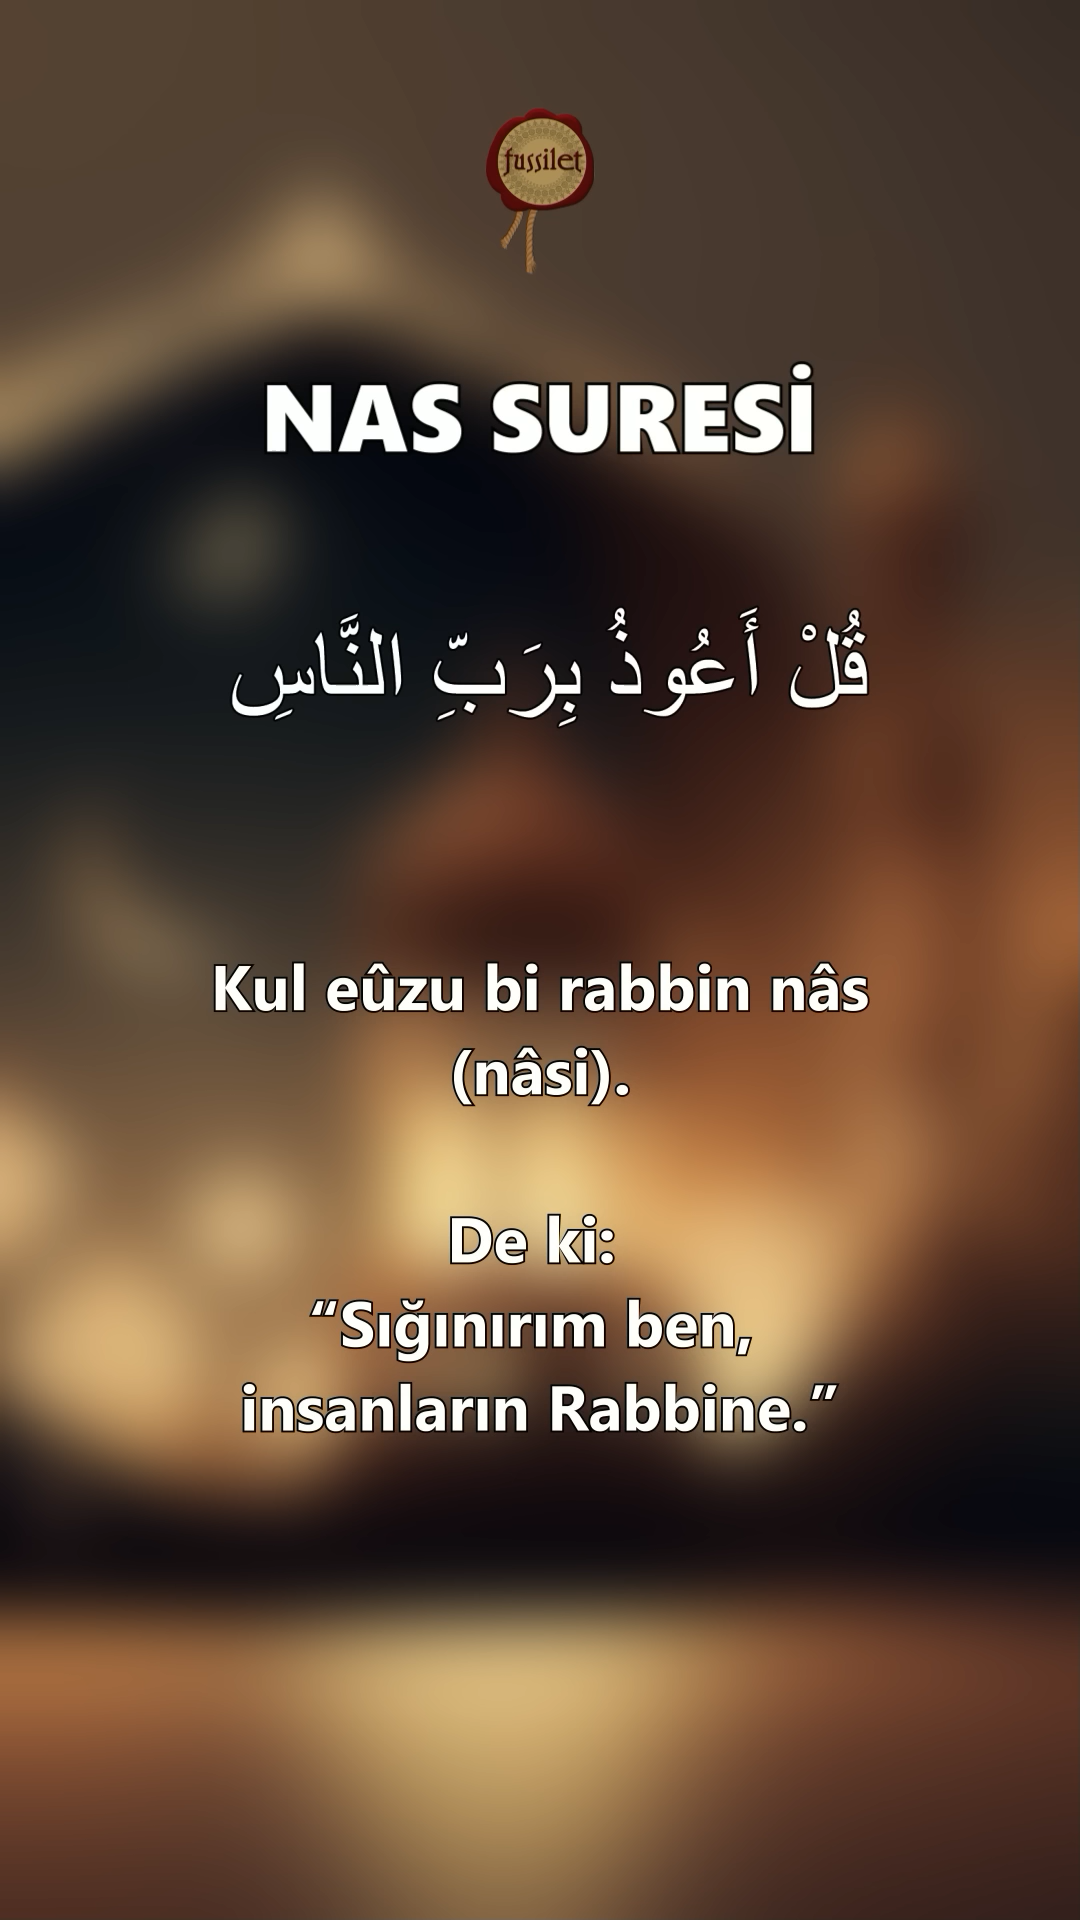 fussilet
NAS SURESİ
قُلْ أَعُوذُ بِرَبِّ النَّاسِ
Kul eûzu bi rabbin nâs
(nâsi).
De ki:
“Sığınırım ben,
insanların Rabbine.”